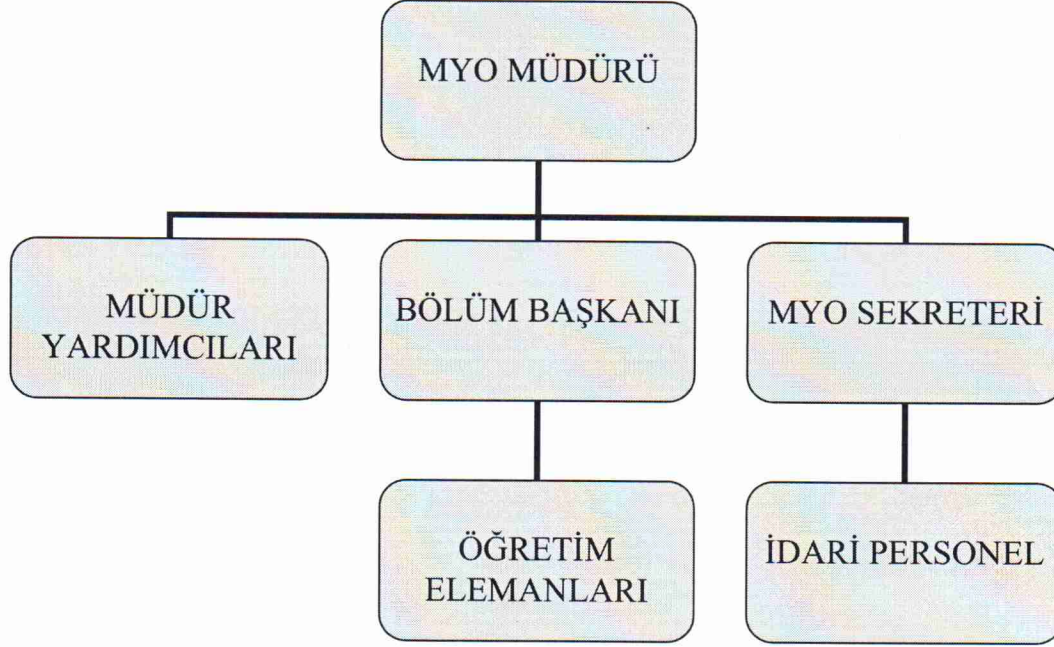 MYO MÜDÜRÜ
MÜDÜR
YARDIMCILARI
BÖLÜM BAŞKANI
MYO SEKRETERİ
ÖĞRETİM
ELEMANLARI
İDARİ PERSONEL